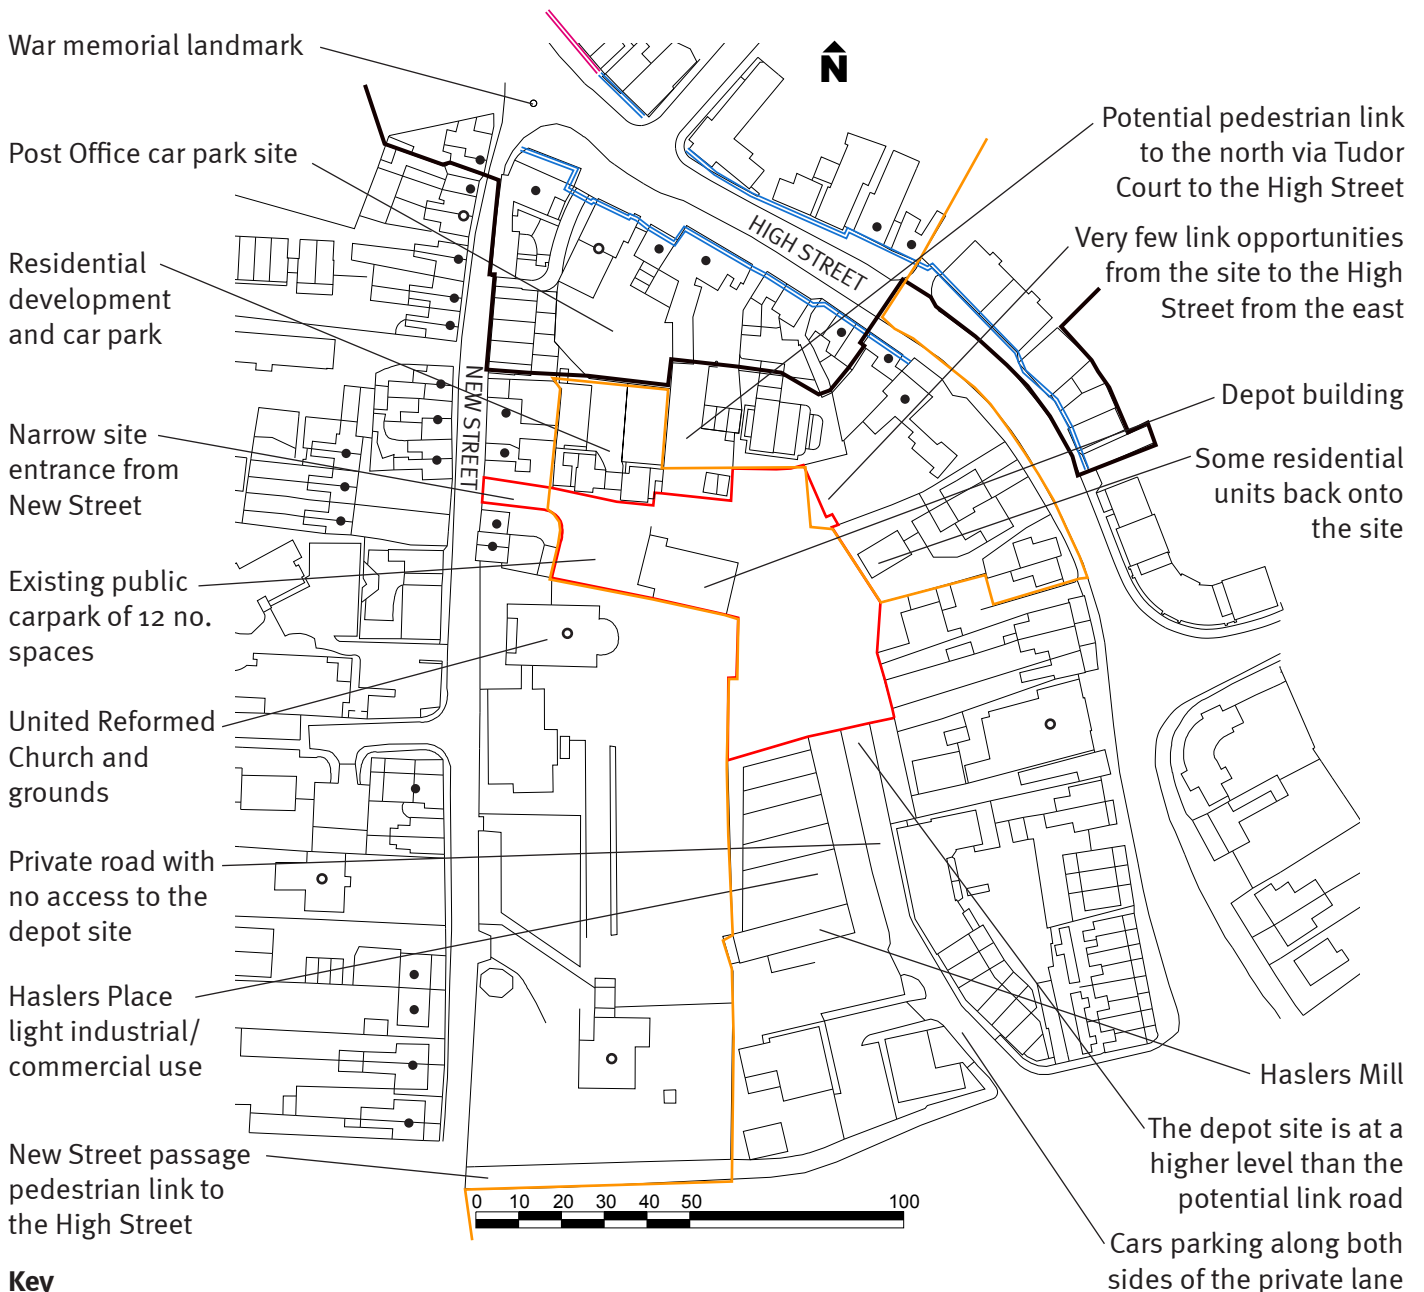 War memorial landmark
Post Office car park site
Residential
development
and car park
Narrow site
entrance from
New Street
Existing public
carpark of 12 no.
spaces
United Reformed
Church and
grounds
Private road with
no access to the
depot site
Haslers Place
light industrial/
commercial use
New Street passage
pedestrian link to
the High Street
Key
N
HIGH STREET
NEW STREET
0 10 20 30 40 50 100
Potential pedestrian link
to the north via Tudor
Court to the High Street
Very few link opportunities
from the site to the High
Street from the east
Depot building
Some residential
units back onto
the site
Haslers Mill
The depot site is at a
higher level than the
potential link road
Cars parking along both
sides of the private lane